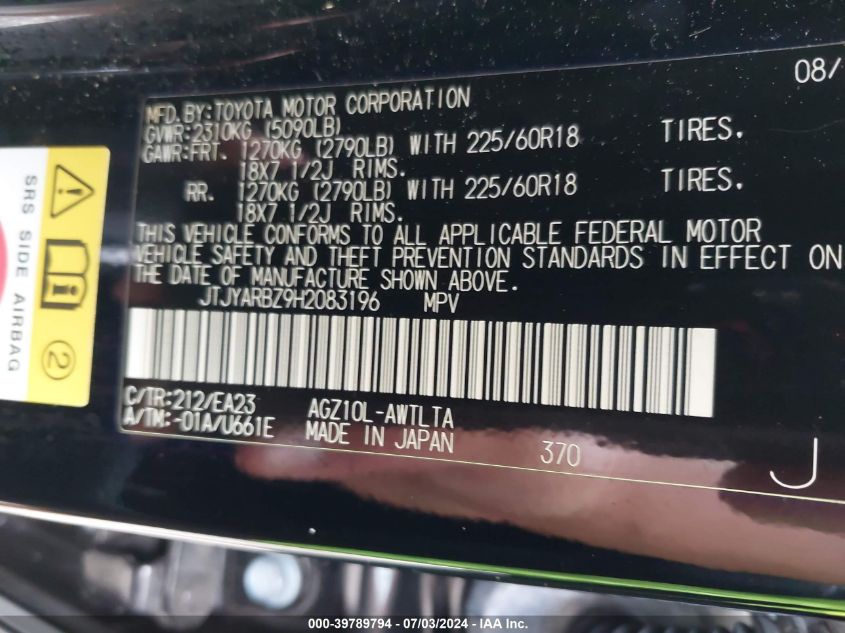 08/
MFD.BY:TOYOTA MOTOR CORPORATION
GVWR:2310KG (5090LB)
GAWR:FRT. 1270KG (2790LB) WITH 225/60R18 TIRES.
18X7 1/2J RIMS.
RR. 1270KG (2790LB) WITH 225/60R18 TIRES.
18X7 1/2J RIMS.
THIS VEHICLE CONFORMS TO ALL APPLICABLE FEDERAL MOTOR
VEHICLE SAFETY AND THEFT PREVENTION STANDARDS IN EFFECT ON
THE DATE OF MANUFACTURE SHOWN ABOVE.
JTJYARBZ9H2083196 MPV
C/TR:212/EA23 AGZ10L-AWTLTA
A/TM:-01A/U661E MADE IN JAPAN 370
J
SRS SIDE AIRBAG
2
000-39789794 / 07/03/2024 / IAA Inc.